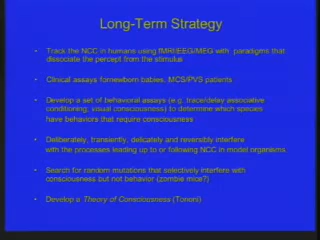 Long-Term Strategy
• Track the NCC in humans using fMRI/EEG/MEG with paradigms that
dissociate the percept from the stimulus
• Clinical assays fornewborn babies, MCS/PVS patients
• Develop a set of behavioral assays (e.g. trace/delay associative
conditioning; visual consciousness) to determine which species
have behaviors that require consciousness
• Deliberately, transiently, delicately and reversibly interfere
with the processes leading up to or following NCC in model organisms
• Search for random mutations that selectively interfere with
consciousness but not behavior (zombie mice?)
• Develop a Theory of Consciousness (Tononi)